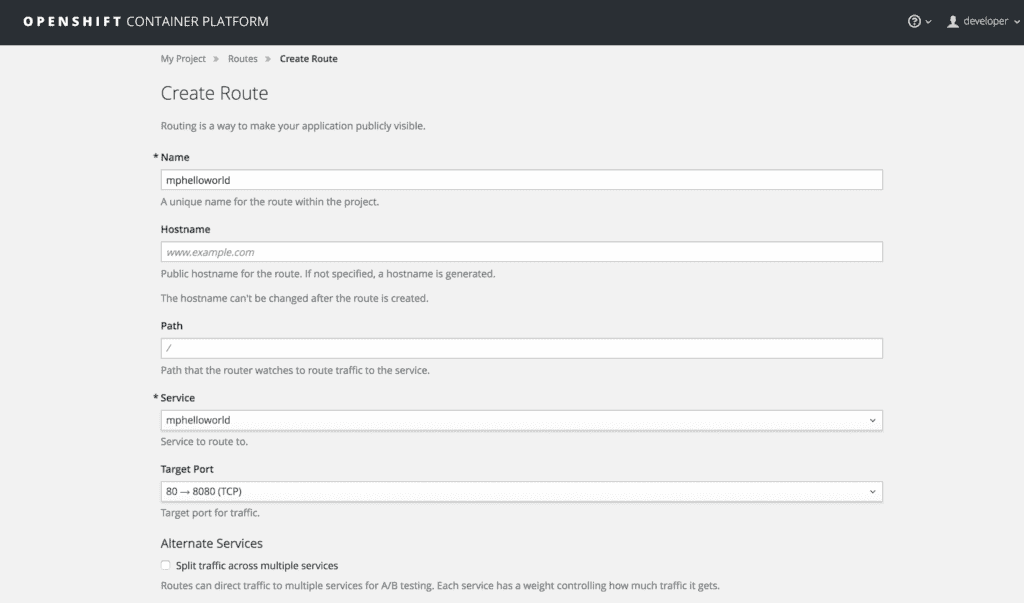 OPENSHIFT CONTAINER PLATFORM
developer
My Project » Routes » Create Route
Create Route
Routing is a way to make your application publicly visible.
* Name
mphelloworld
A unique name for the route within the project.
Hostname
www.example.com
Public hostname for the route. If not specified, a hostname is generated.
The hostname can't be changed after the route is created.
Path
/
Path that the router watches to route traffic to the service.
* Service
mphelloworld
Service to route to.
Target Port
80 → 8080 (TCP)
Target port for traffic.
Alternate Services
Split traffic across multiple services
Routes can direct traffic to multiple services for A/B testing. Each service has a weight controlling how much traffic it gets.